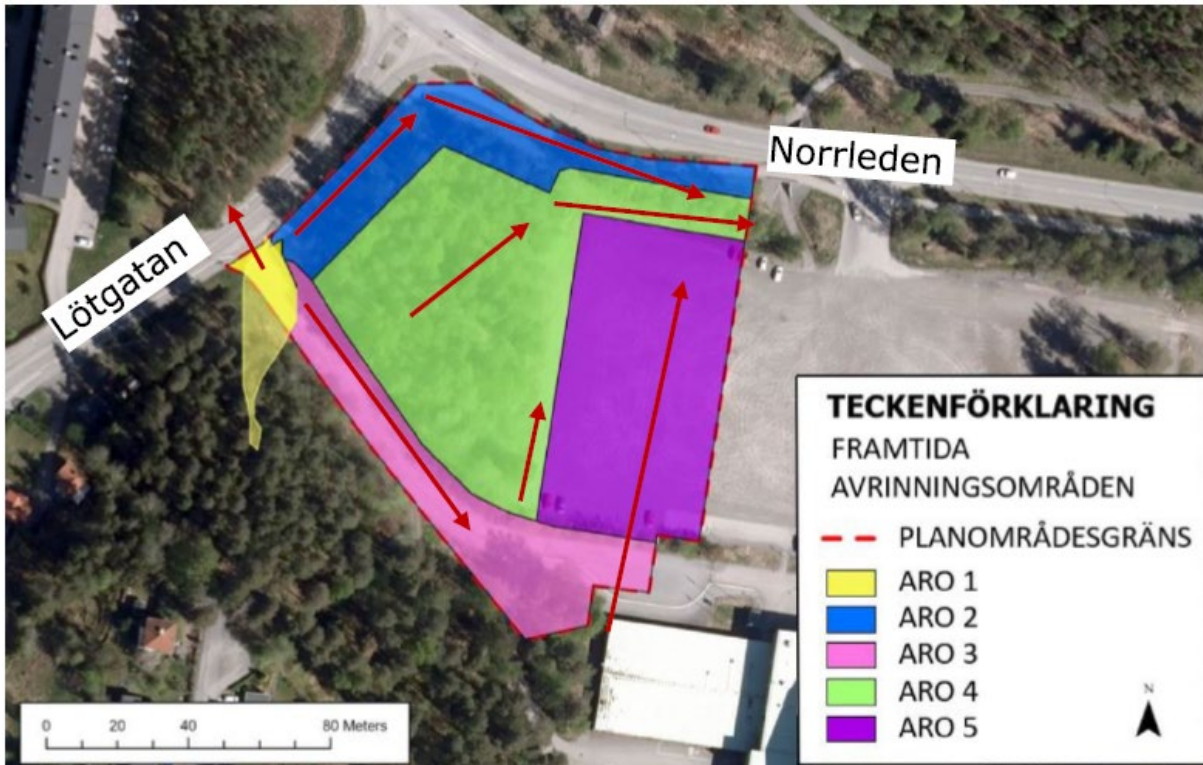 Norrleden
Lötgatan
TECKENFÖRKLARING
FRAMTIDA
AVRINNINGSOMRÅDEN
PLANOMRÅDESGRÄNS
ARO 1
ARO 2
ARO 3
ARO 4
ARO 5
N
0 20 40 80 Meters